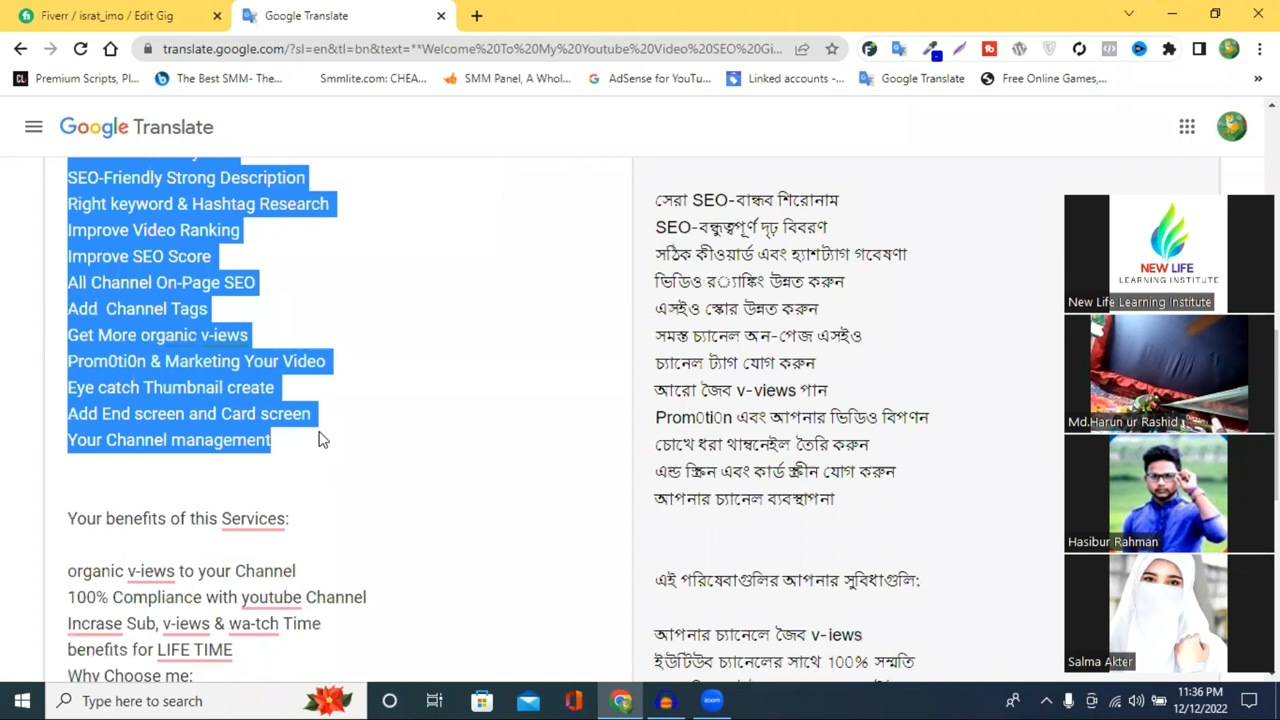 Fiverr / israt_imo / Edit Gig
Google Translate
translate.google.com/?sl=en&tl=bn&text=**Welcome%20To%20My%20Youtube%20Video%20SEO%20Gi...
Premium Scripts, Pl...
The Best SMM- The...
Smmlite.com: CHEA...
SMM Panel, A Whol...
AdSense for YouTu...
Linked accounts -...
Google Translate
Free Online Games,...
Google Translate
SEO-Friendly Strong Description
Right keyword & Hashtag Research
Improve Video Ranking
Improve SEO Score
All Channel On-Page SEO
Add  Channel Tags
Get More organic v-iews
Prom0ti0n & Marketing Your Video
Eye catch Thumbnail create
Add End screen and Card screen
Your Channel management
Your benefits of this Services:
organic v-iews to your Channel
100% Compliance with youtube Channel
Incrase Sub, v-iews & wa-tch Time
benefits for LIFE TIME
Why Choose me:
সেরা SEO-বান্ধব শিরোনাম
SEO-বন্ধুত্বপূর্ণ দৃঢ় বিবরণ
সঠিক কীওয়ার্ড এবং হ্যাশট্যাগ গবেষণা
ভিডিও র‌্যাঙ্কিং উন্নত করুন
এসইও স্কোর উন্নত করুন
সমস্ত চ্যানেল অন-পেজ এসইও
চ্যানেল ট্যাগ যোগ করুন
আরো জৈব v-views পান
Prom0ti0n এবং আপনার ভিডিও বিপণন
চোখে ধরা থাম্বনেইল তৈরি করুন
এন্ড স্ক্রিন এবং কার্ড স্ক্রীন যোগ করুন
আপনার চ্যানেল ব্যবস্থাপনা
এই পরিষেবাগুলির আপনার সুবিধাগুলি:
আপনার চ্যানেলে জৈব v-iews
ইউটিউব চ্যানেলের সাথে 100% সম্মতি
NEW LIFE
LEARNING INSTITUTE
New Life Learning Institute
Md.Harun ur Rashid
Hasibur Rahman
Salma Akter
Type here to search
zoom
11:36 PM
12/12/2022